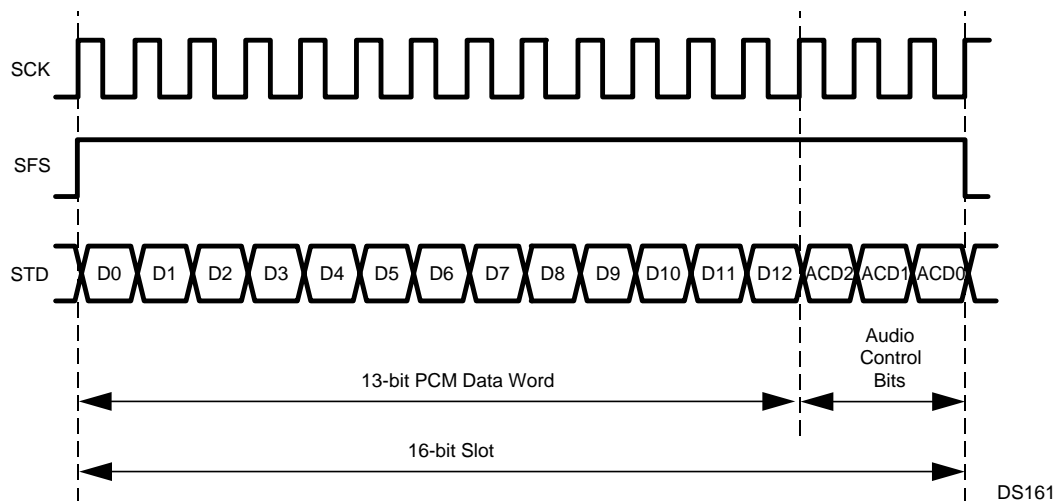 SCK
SFS
STD
D0 D1 D2 D3 D4 D5 D6 D7 D8 D9 D10 D11 D12 ACD2 ACD1 ACD0
Audio
Control
Bits
13-bit PCM Data Word
16-bit Slot
DS161